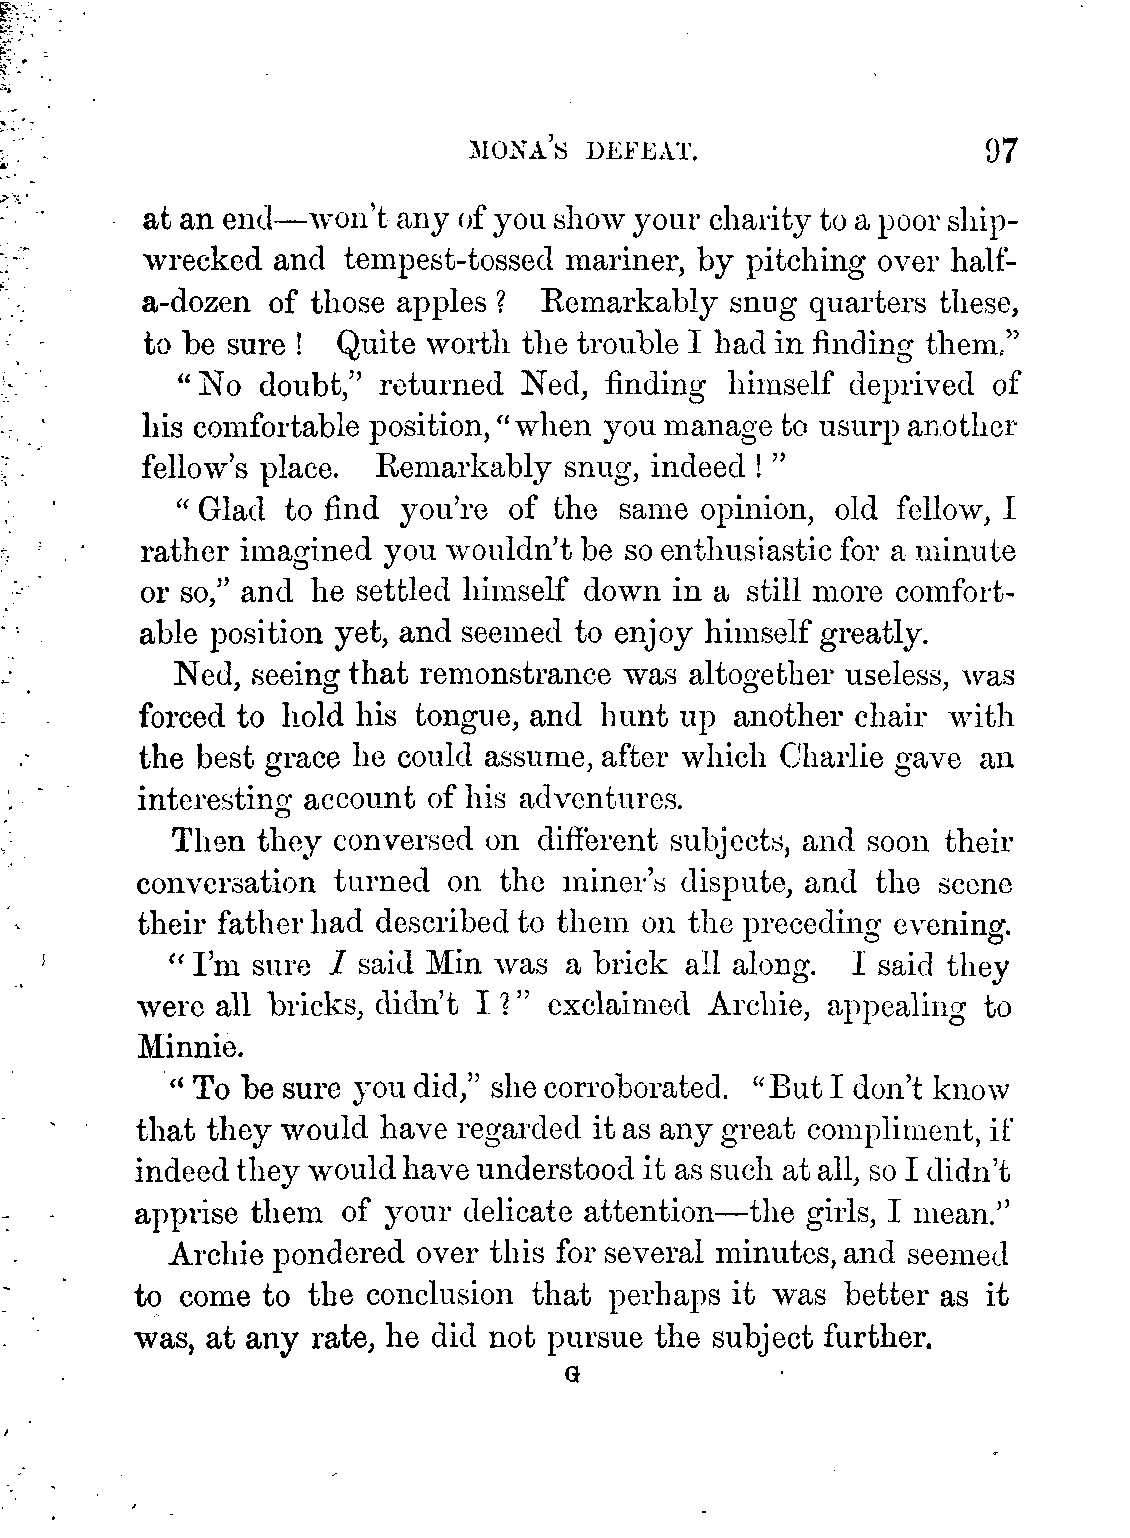 MONA'S DEFEAT. 97
at an end—won't any of you show your charity to a poor ship-
wrecked and tempest-tossed mariner, by pitching over half-
a-dozen of those apples? Remarkably snug quarters these,
to be sure! Quite worth the trouble I had in finding them."
"No doubt," returned Ned, finding himself deprived of
his comfortable position, "when you manage to usurp another
fellow's place. Remarkably snug, indeed!"
"Glad to find you're of the same opinion, old fellow, I
rather imagined you wouldn't be so enthusiastic for a minute
or so," and he settled himself down in a still more comfort-
able position yet, and seemed to enjoy himself greatly.
Ned, seeing that remonstrance was altogether useless, was
forced to hold his tongue, and hunt up another chair with
the best grace he could assume, after which Charlie gave an
interesting account of his adventures.
Then they conversed on different subjects, and soon their
conversation turned on the miner's dispute, and the scene
their father had described to them on the preceding evening.
"I'm sure I said Min was a brick all along. I said they
were all bricks, didn't I?" exclaimed Archie, appealing to
Minnie.
"To be sure you did," she corroborated. "But I don't know
that they would have regarded it as any great compliment, if
indeed they would have understood it as such at all, so I didn't
apprise them of your delicate attention—the girls, I mean."
Archie pondered over this for several minutes, and seemed
to come to the conclusion that perhaps it was better as it
was, at any rate, he did not pursue the subject further.
G